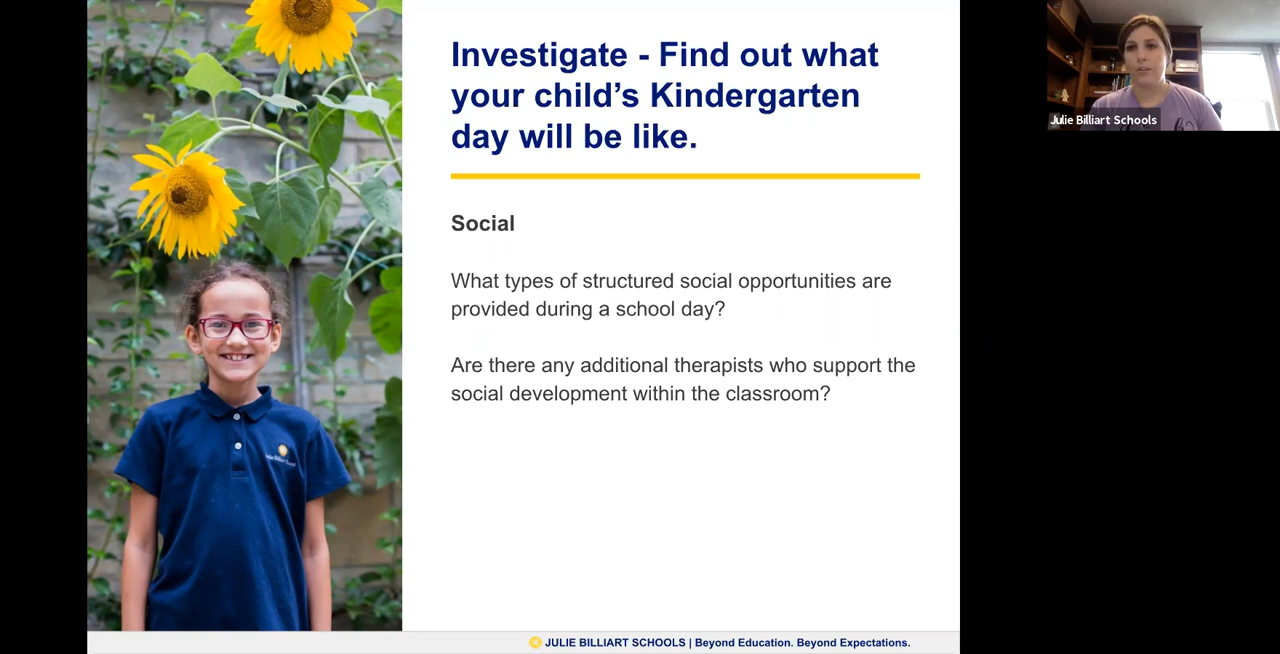 Investigate - Find out what
your child’s Kindergarten
day will be like.
Social
What types of structured social opportunities are
provided during a school day?
Are there any additional therapists who support the
social development within the classroom?
JULIE BILLIART SCHOOLS | Beyond Education. Beyond Expectations.
Julie Billiart Schools